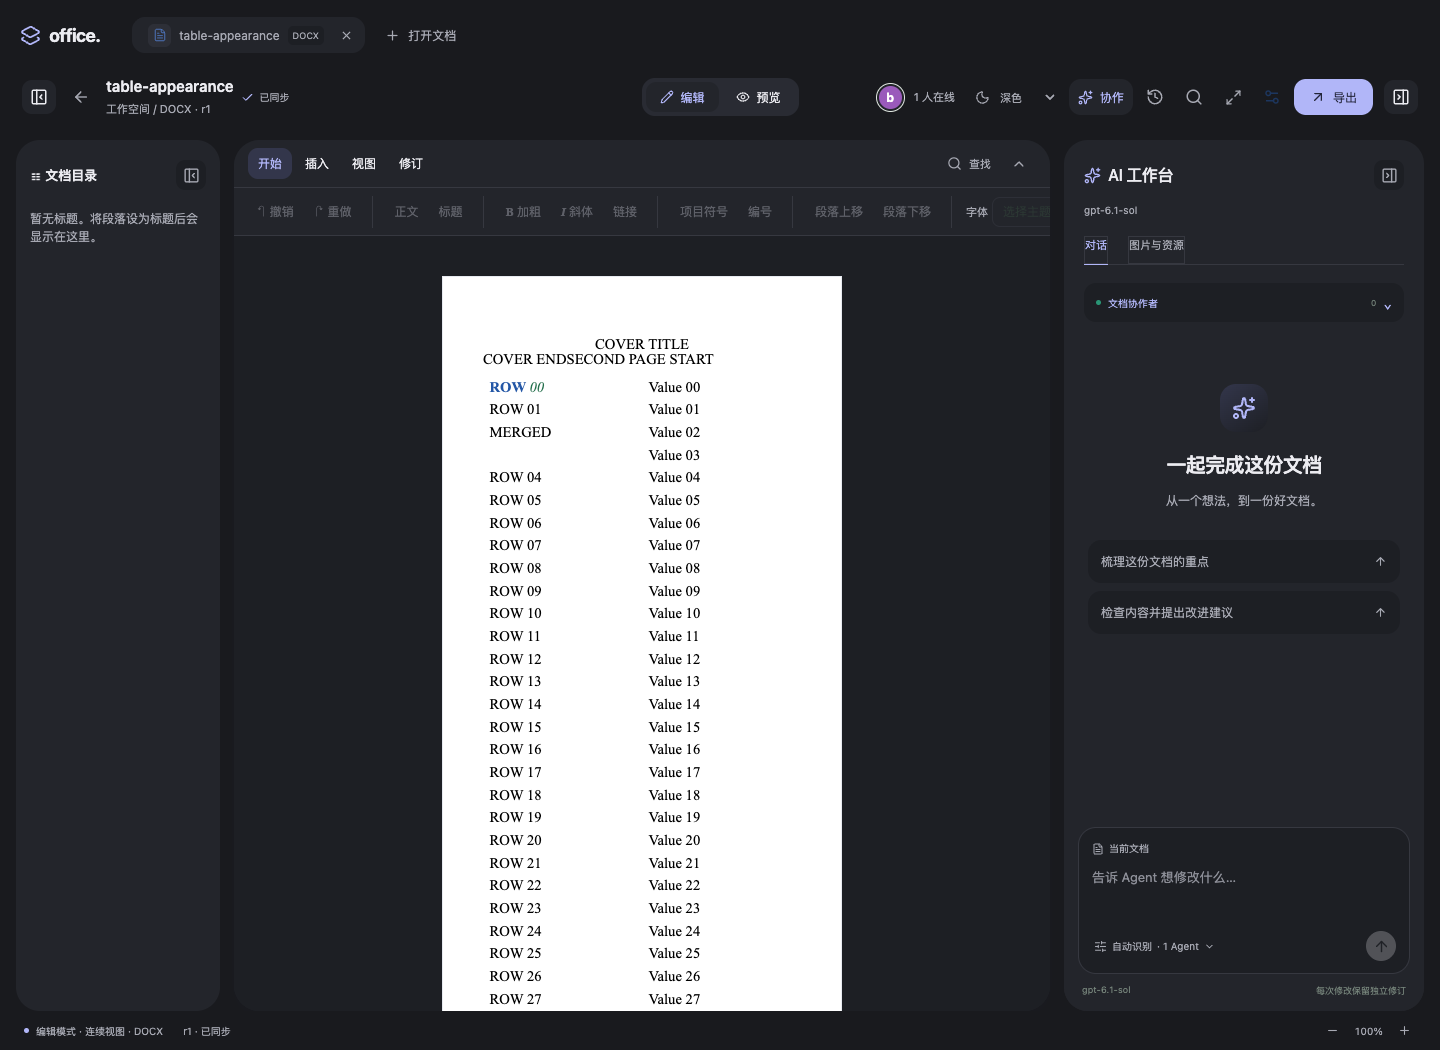 office.
table-appearance DOCX
打开文档
table-appearance
工作空间 / DOCX · r1
已同步
编辑
预览
b
1 人在线
深色
协作
导出
文档目录
暂无标题。将段落设为标题后会
显示在这里。
开始 插入 视图 修订
查找
撤销 重做 正文 标题 B 加粗 I 斜体 链接 项目符号 编号 段落上移 段落下移 字体 选择主题
COVER TITLE
COVER ENDSECOND PAGE START
ROW 00 Value 00
ROW 01 Value 01
MERGED Value 02
Value 03
ROW 04 Value 04
ROW 05 Value 05
ROW 06 Value 06
ROW 07 Value 07
ROW 08 Value 08
ROW 09 Value 09
ROW 10 Value 10
ROW 11 Value 11
ROW 12 Value 12
ROW 13 Value 13
ROW 14 Value 14
ROW 15 Value 15
ROW 16 Value 16
ROW 17 Value 17
ROW 18 Value 18
ROW 19 Value 19
ROW 20 Value 20
ROW 21 Value 21
ROW 22 Value 22
ROW 23 Value 23
ROW 24 Value 24
ROW 25 Value 25
ROW 26 Value 26
ROW 27 Value 27
AI 工作台
gpt-6.1-sol
对话 图片与资源
文档协作者 0
一起完成这份文档
从一个想法，到一份好文档。
梳理这份文档的重点
检查内容并提出改进建议
当前文档
告诉 Agent 想修改什么...
自动识别 · 1 Agent
gpt-6.1-sol 每次修改保留独立修订
编辑模式 · 连续视图 · DOCX r1 · 已同步
100%